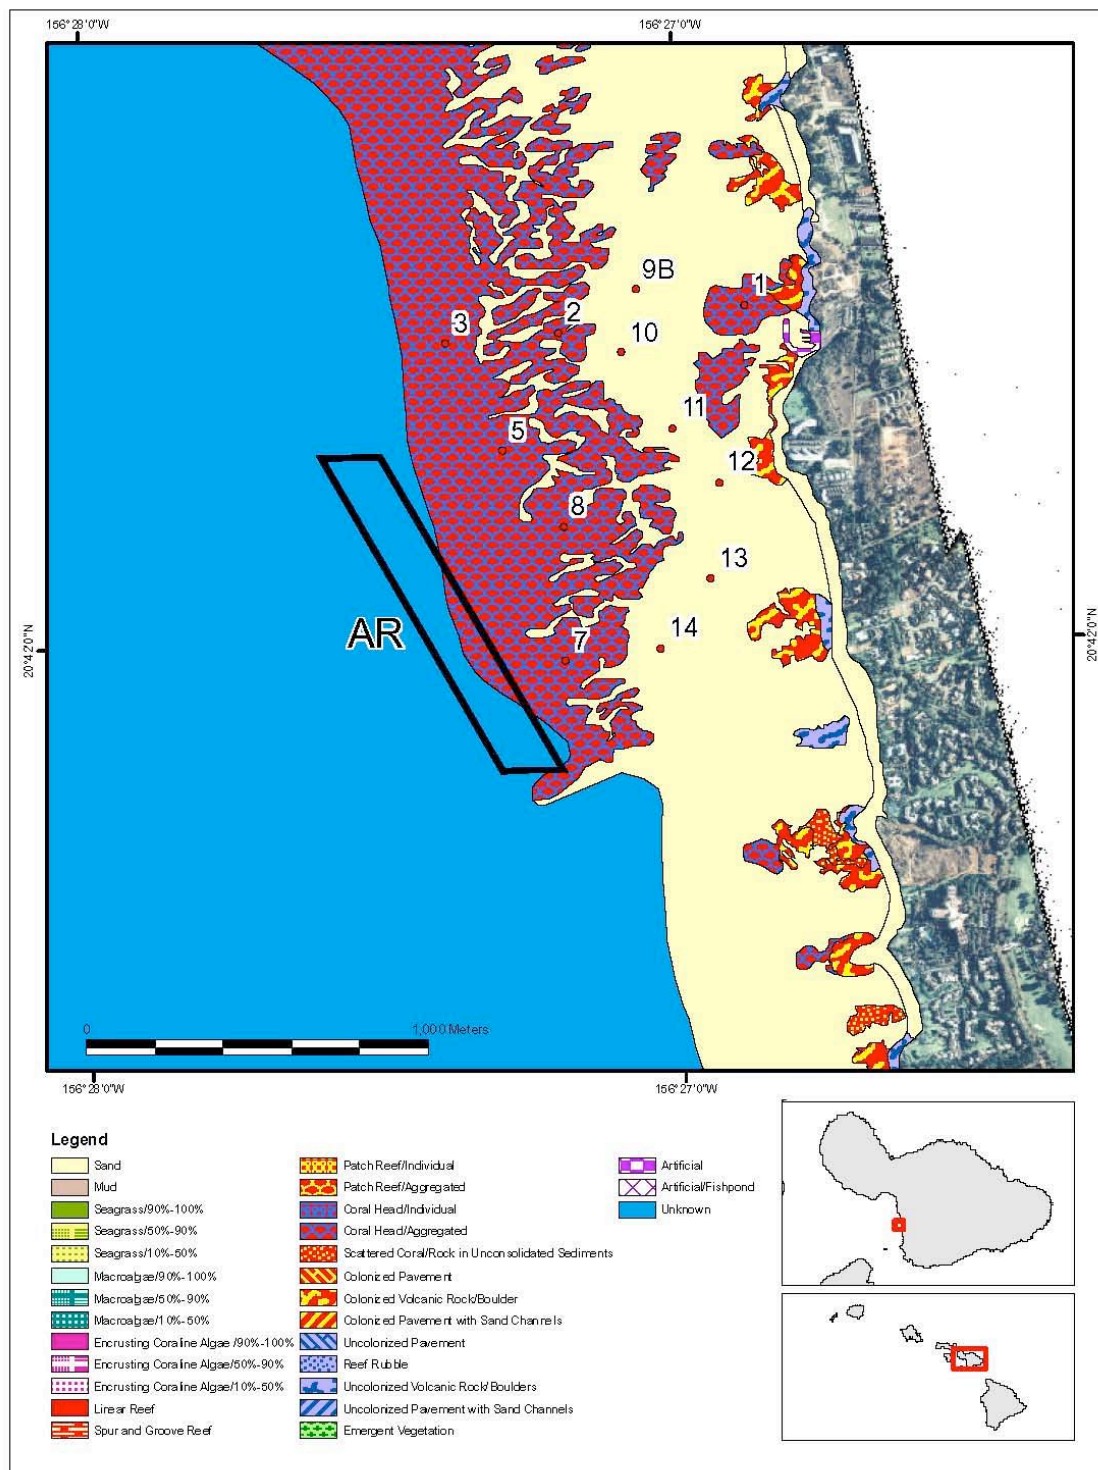 156° 28'0"W 156° 27'0"W
9B
1
3
2
10
11
5
12
8
13
14
AR
7
20°42'0"N
20°42'0"N
0 1,000 Meters
156° 28'0"W 156° 27'0"W
Legend
Sand
Mud
Seagrass/90%-100%
Seagrass/50%-90%
Seagrass/10%-50%
Macroalgae/90%-100%
Macroalgae/50%-90%
Macroalgae/10%-50%
Encrusting Coraline Algae /90%-100%
Encrusting Coraline Algae/50%-90%
Encrusting Coraline Algae/10%-50%
Linear Reef
Spur and Groove Reef
Patch Reef/Individual
Patch Reef/Aggregated
Coral Head/Individual
Coral Head/Aggregated
Scattered Coral/Rock in Unconsolidated Sediments
Colonized Pavement
Colonized Volcanic Rock/Boulder
Colonized Pavement with Sand Channels
Uncolonized Pavement
Reef Rubble
Uncolonized Volcanic Rock/Boulders
Uncolonized Pavement with Sand Channels
Emergent Vegetation
Artificial
Artificial/Fishpond
Unknown